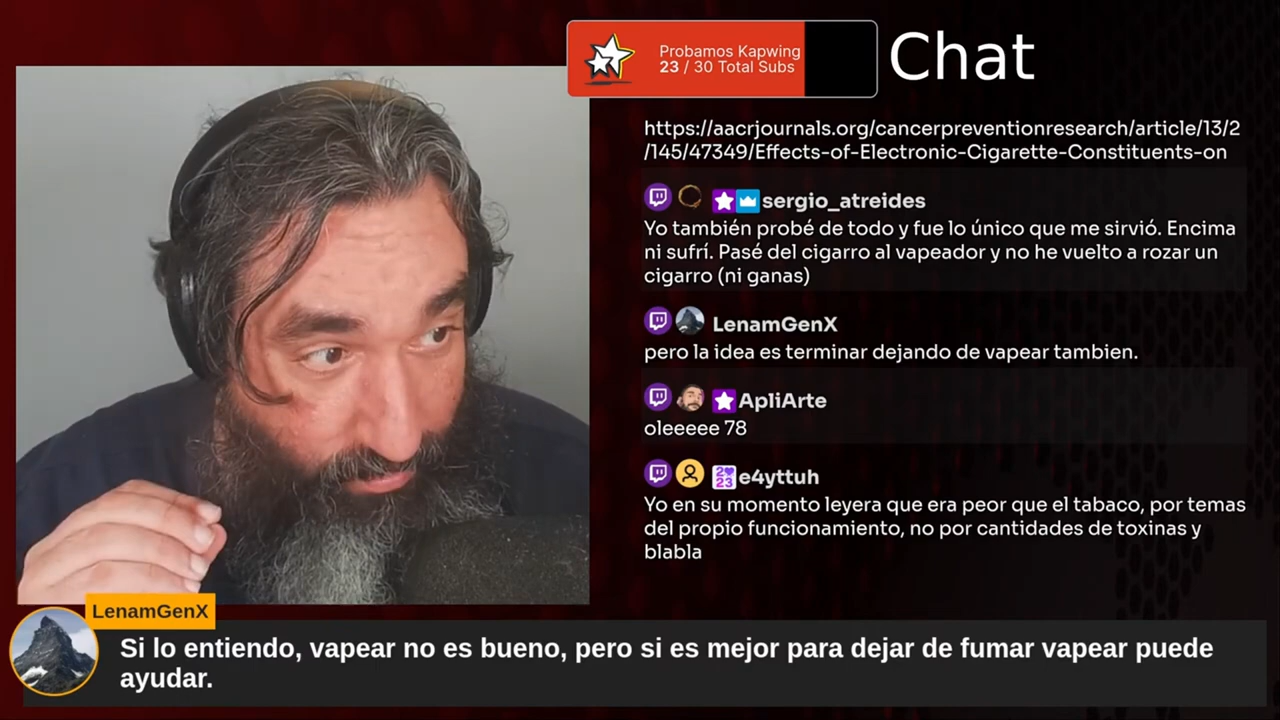 Probamos Kapwing
23 / 30 Total Subs
Chat
https://aacrjournals.org/cancerpreventionresearch/article/13/2
/145/47349/Effects-of-Electronic-Cigarette-Constituents-on
sergio_atreides
Yo también probé de todo y fue lo único que me sirvió. Encima
ni sufrí. Pasé del cigarro al vapeador y no he vuelto a rozar un
cigarro (ni ganas)
LenamGenX
pero la idea es terminar dejando de vapear tambien.
ApliArte
oleeeee 78
2023 e4yttuh
Yo en su momento leyera que era peor que el tabaco, por temas
del propio funcionamiento, no por cantidades de toxinas y
blabla
LenamGenX
Si lo entiendo, vapear no es bueno, pero si es mejor para dejar de fumar vapear puede
ayudar.